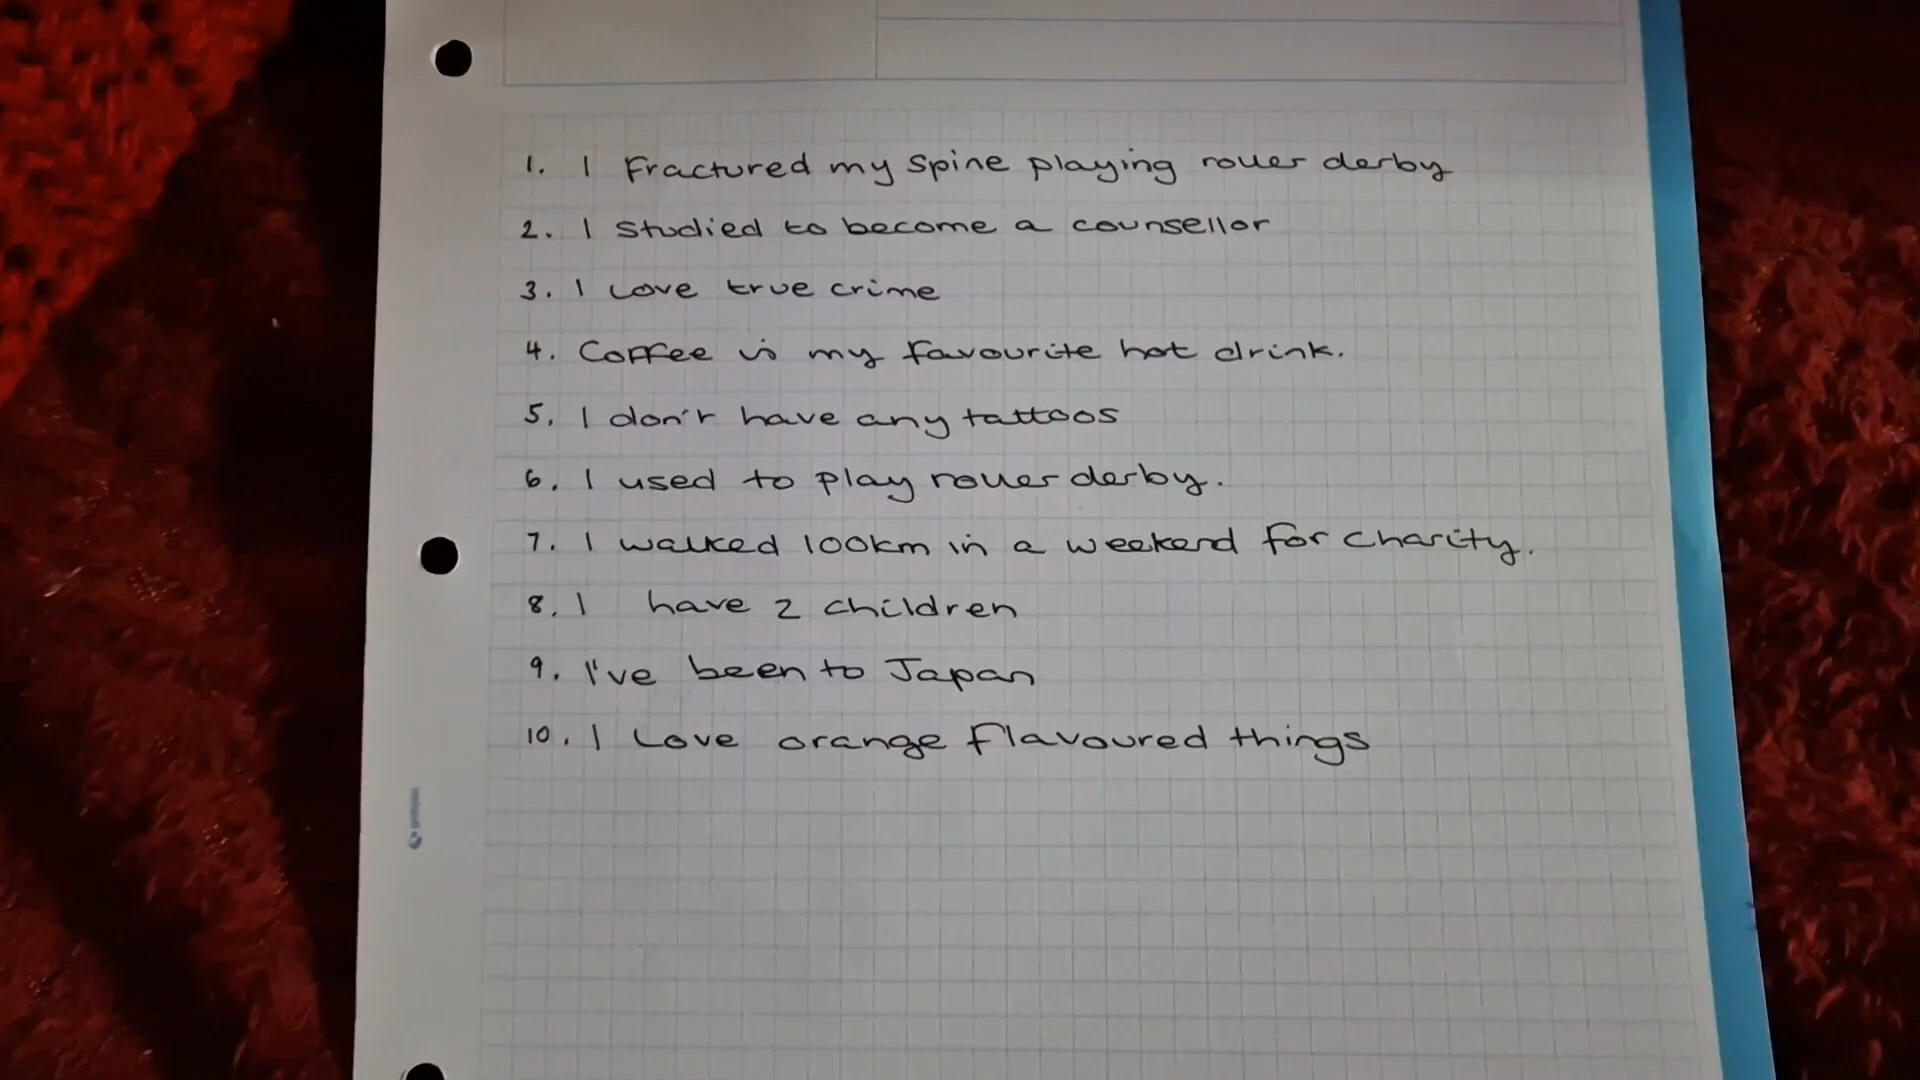 1. I Fractured my spine playing roller derby
2. I studied to become a counsellor
3. I love true crime
4. Coffee is my favourite hot drink.
5. I don't have any tattoos
6. I used to play roller derby.
7. I walked 100km in a weekend for charity.
8. I have 2 children
9. I've been to Japan
10. I love orange flavoured things